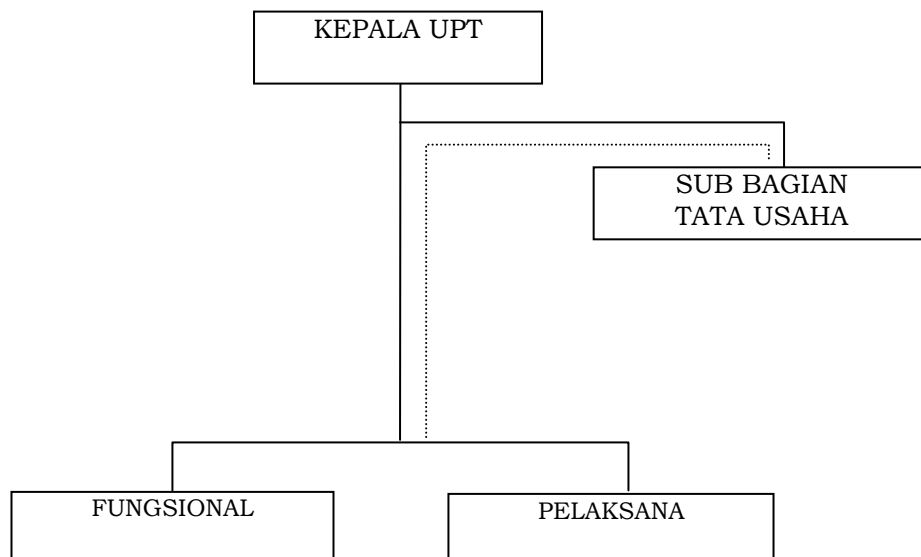 KEPALA UPT
SUB BAGIAN
TATA USAHA
FUNGSIONAL
PELAKSANA